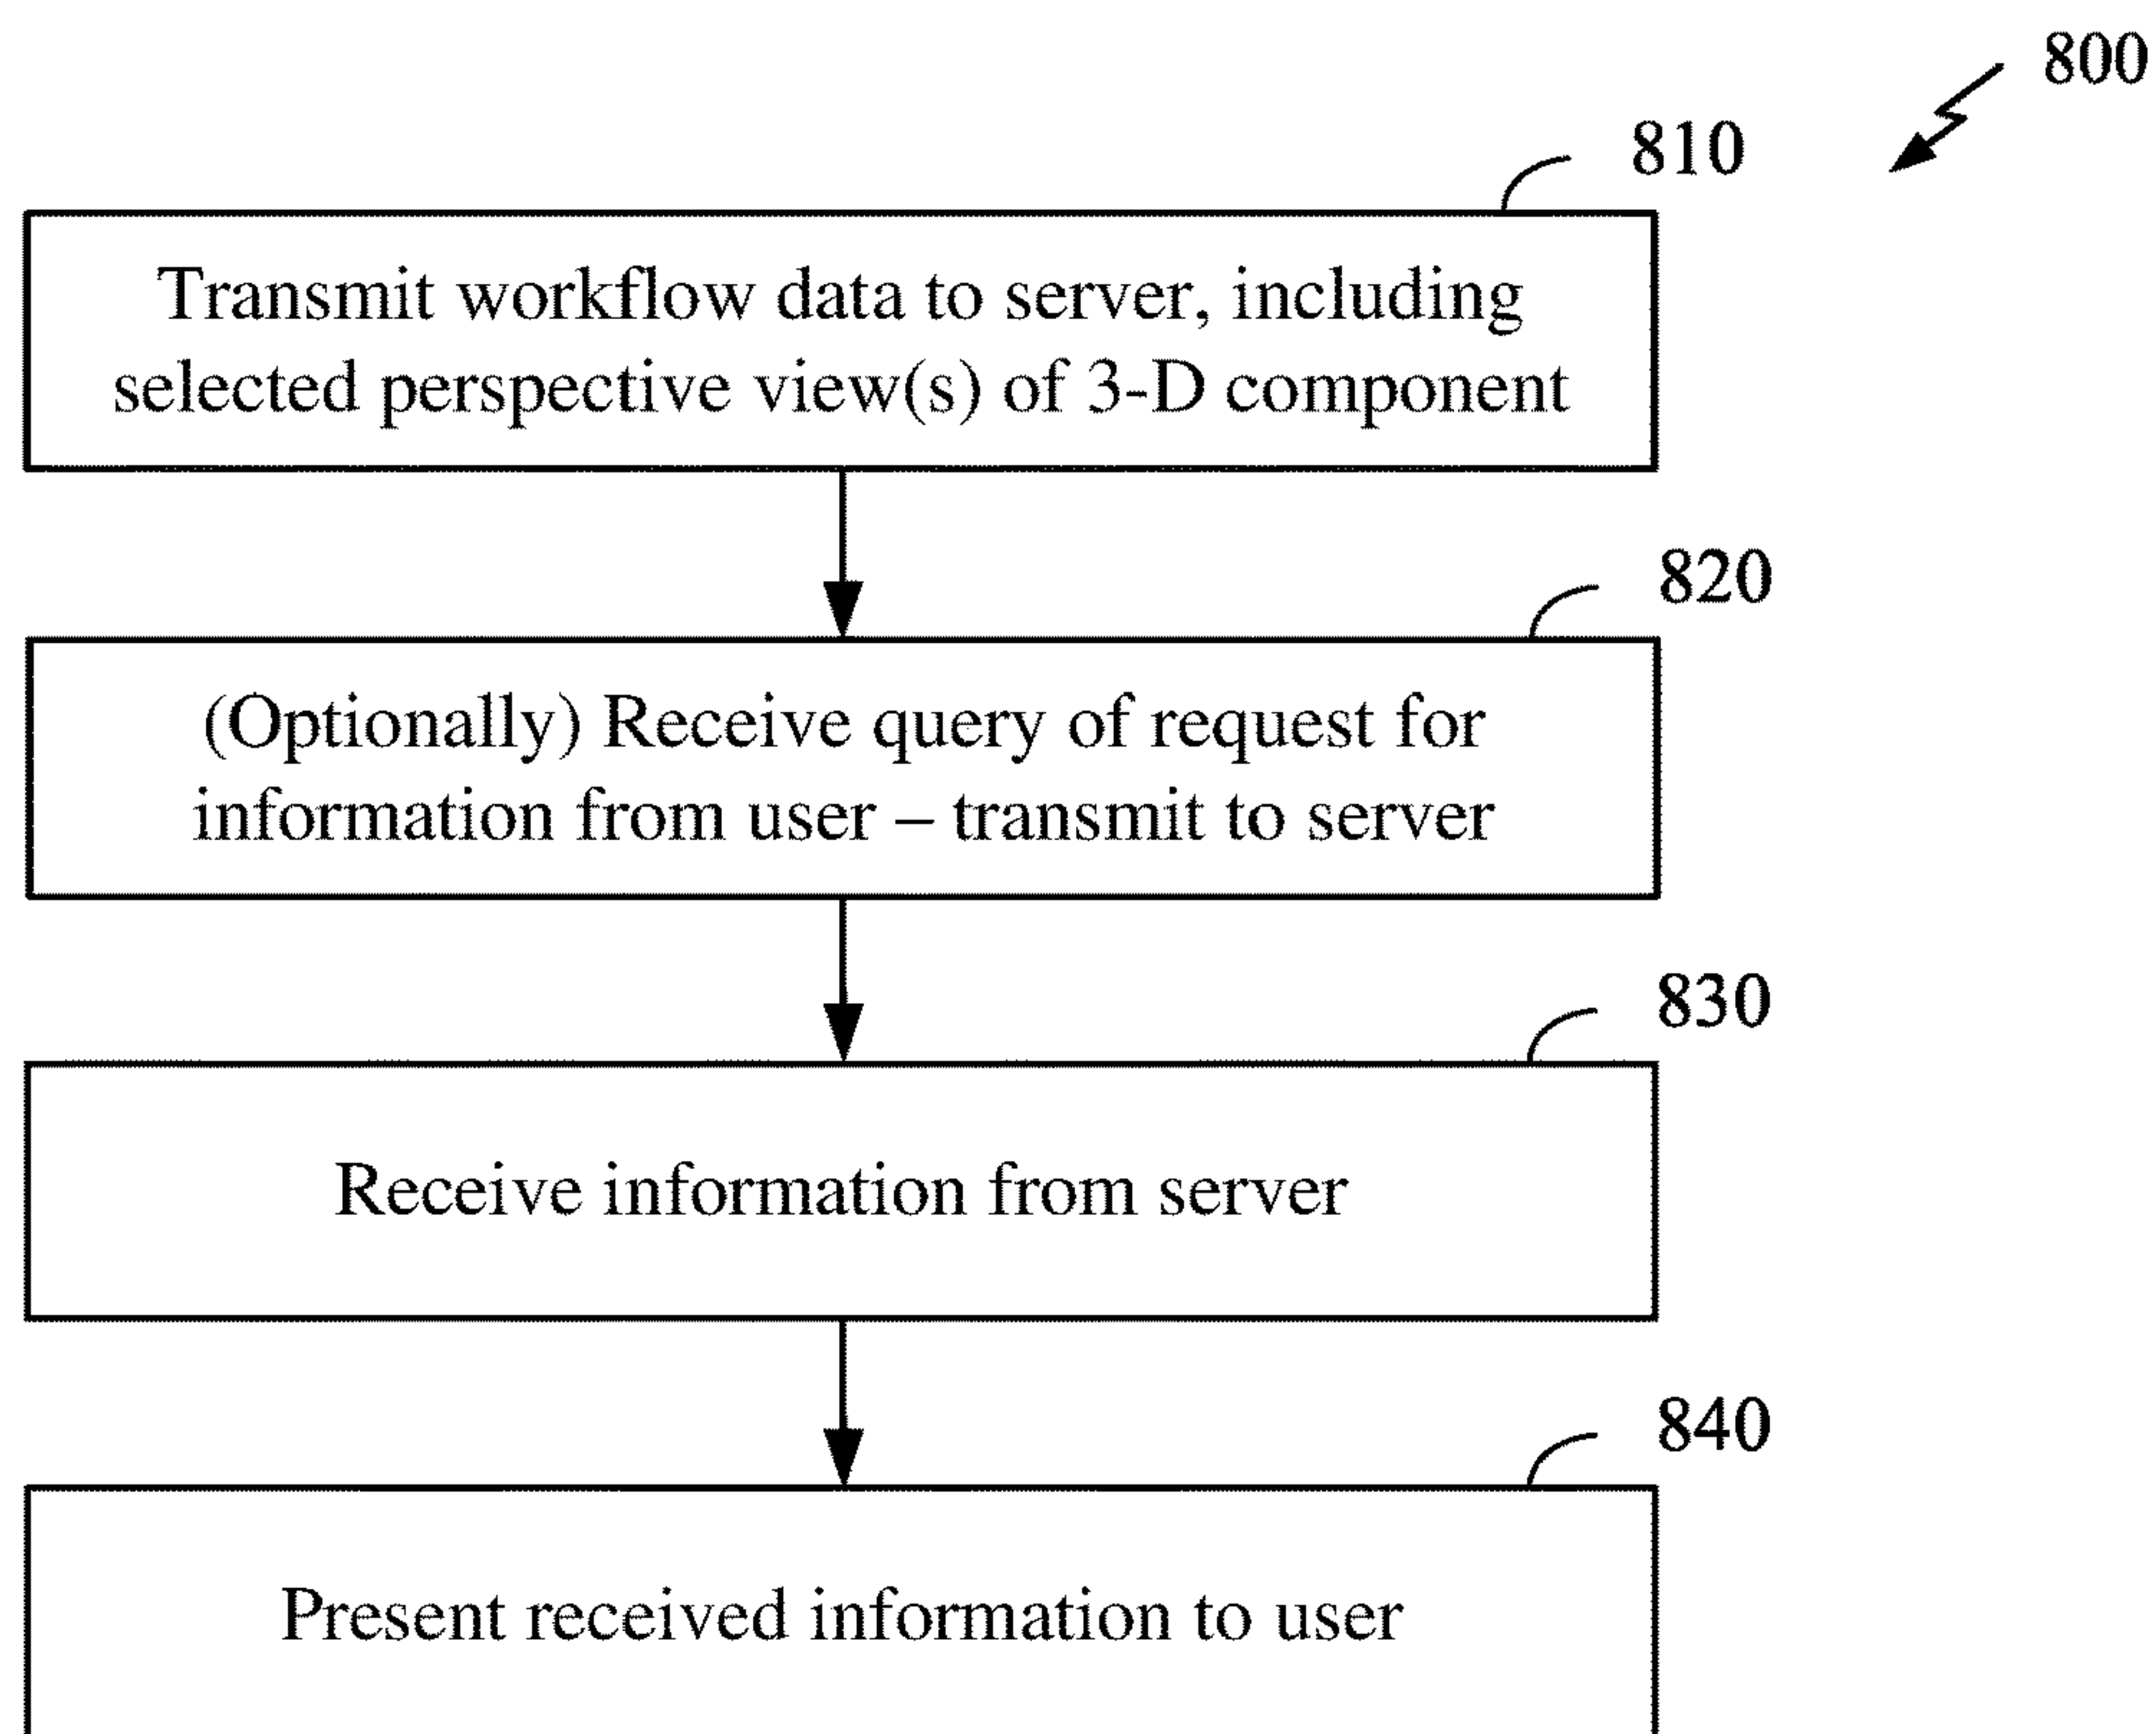 800
810
Transmit workflow data to server, including
selected perspective view(s) of 3-D component
820
(Optionally) Receive query of request for
information from user – transmit to server
830
Receive information from server
840
Present received information to user